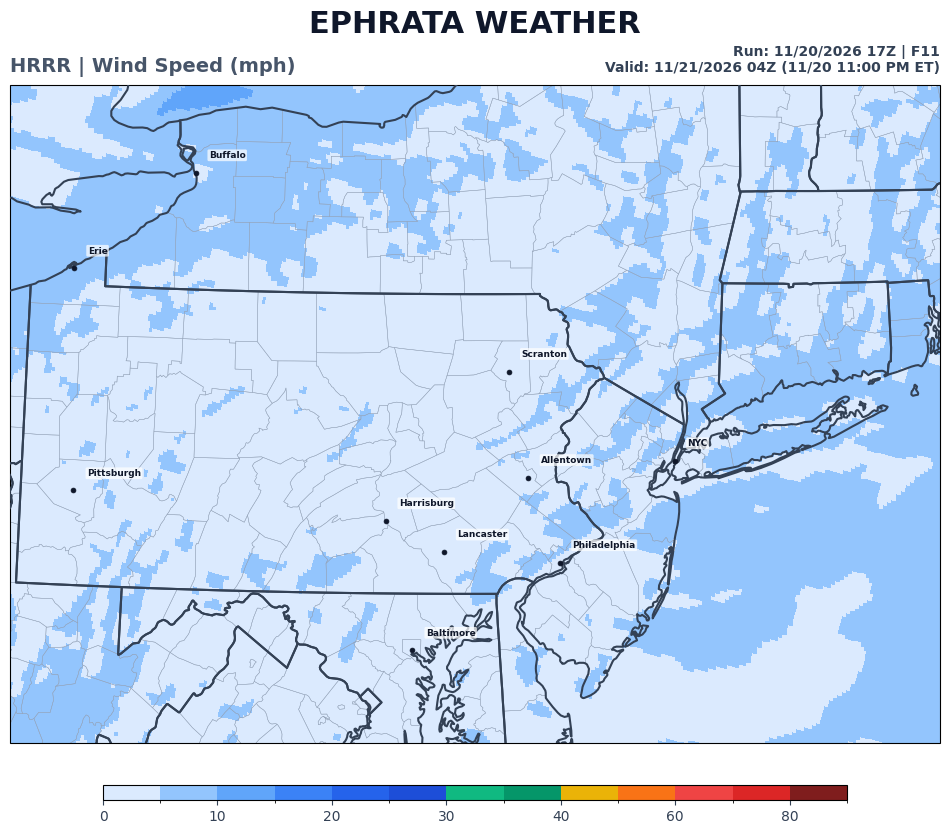 EPHRATA WEATHER
HRRR | Wind Speed (mph)
Run: 11/20/2026 17Z | F11
Valid: 11/21/2026 04Z (11/20 11:00 PM ET)
Buffalo
Erie
Scranton
NYC
Allentown
Pittsburgh
Harrisburg
Lancaster
Philadelphia
Baltimore
0 10 20 30 40 60 80